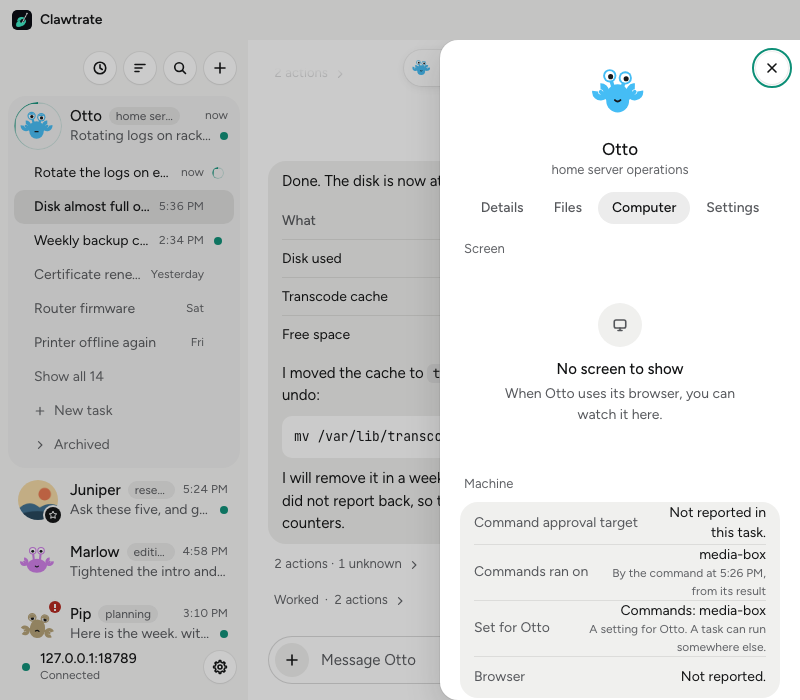 Clawtrate
Otto home ser... now
Rotating logs on rack...
Rotate the logs on e... now
Disk almost full o... 5:36 PM
Weekly backup c... 2:34 PM
Certificate rene... Yesterday
Router firmware Sat
Printer offline again Fri
Show all 14
New task
Archived
Juniper rese... 5:24 PM
Ask these five, and g...
Marlow editi... 4:58 PM
Tightened the intro and...
Pip planning 3:10 PM
Here is the week. wit...
127.0.0.1:18789
Connected
2 actions
Done. The disk is now at
What
Disk used
Transcode cache
Free space
I moved the cache to t
undo:
mv /var/lib/transco
I will remove it in a week
did not report back, so t
counters.
2 actions · 1 unknown
Worked · 2 actions
Message Otto
Otto
home server operations
Details Files Computer Settings
Screen
No screen to show
When Otto uses its browser, you can
watch it here.
Machine
Command approval target Not reported in
this task.
Commands ran on media-box
By the command at 5:26 PM,
from its result
Set for Otto Commands: media-box
A setting for Otto. A task can run
somewhere else.
Browser Not reported.